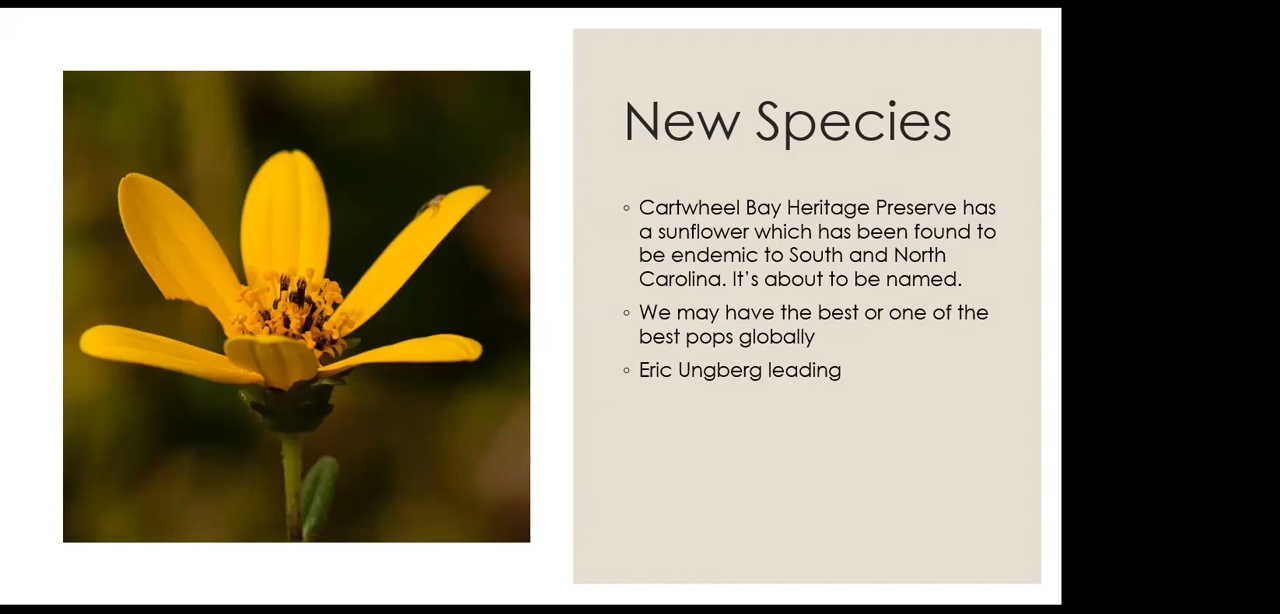 New Species
◦ Cartwheel Bay Heritage Preserve has
a sunflower which has been found to
be endemic to South and North
Carolina. It’s about to be named.
◦ We may have the best or one of the
best pops globally
◦ Eric Ungberg leading